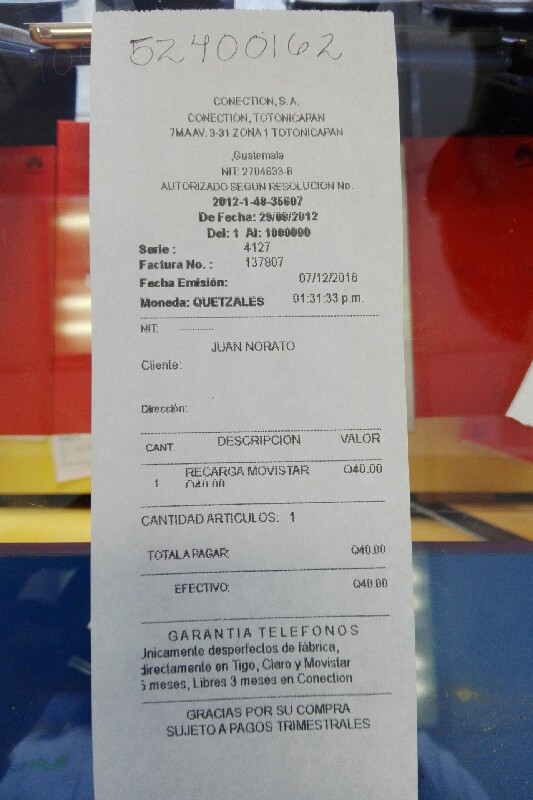 52400162
CONECTION, S.A.
CONECTION, TOTONICAPAN
7MA AV. 3-31 ZONA 1 TOTONICAPAN
,Guatemala
NIT: 2704633-8
AUTORIZADO SEGUN RESOLUCION No.
2012-1-48-35607
De Fecha: 29/08/2012
Del: 1 Al: 1000000
Serie : 4127
Factura No. : 137807
Fecha Emisión: 07/12/2016
Moneda: QUETZALES 01:31:33 p.m.
NIT: ............
JUAN NORATO
Cliente:
Dirección:
CANT. DESCRIPCION VALOR
1 RECARGA MOVISTAR Q40.00
Q40.00
CANTIDAD ARTICULOS: 1
TOTAL A PAGAR: Q40.00
EFECTIVO: Q40.00
GARANTIA TELEFONOS
Unicamente desperfectos de fábrica,
directamente en Tigo, Claro y Movistar
meses, Libres 3 meses en Conection
GRACIAS POR SU COMPRA
SUJETO A PAGOS TRIMESTRALES